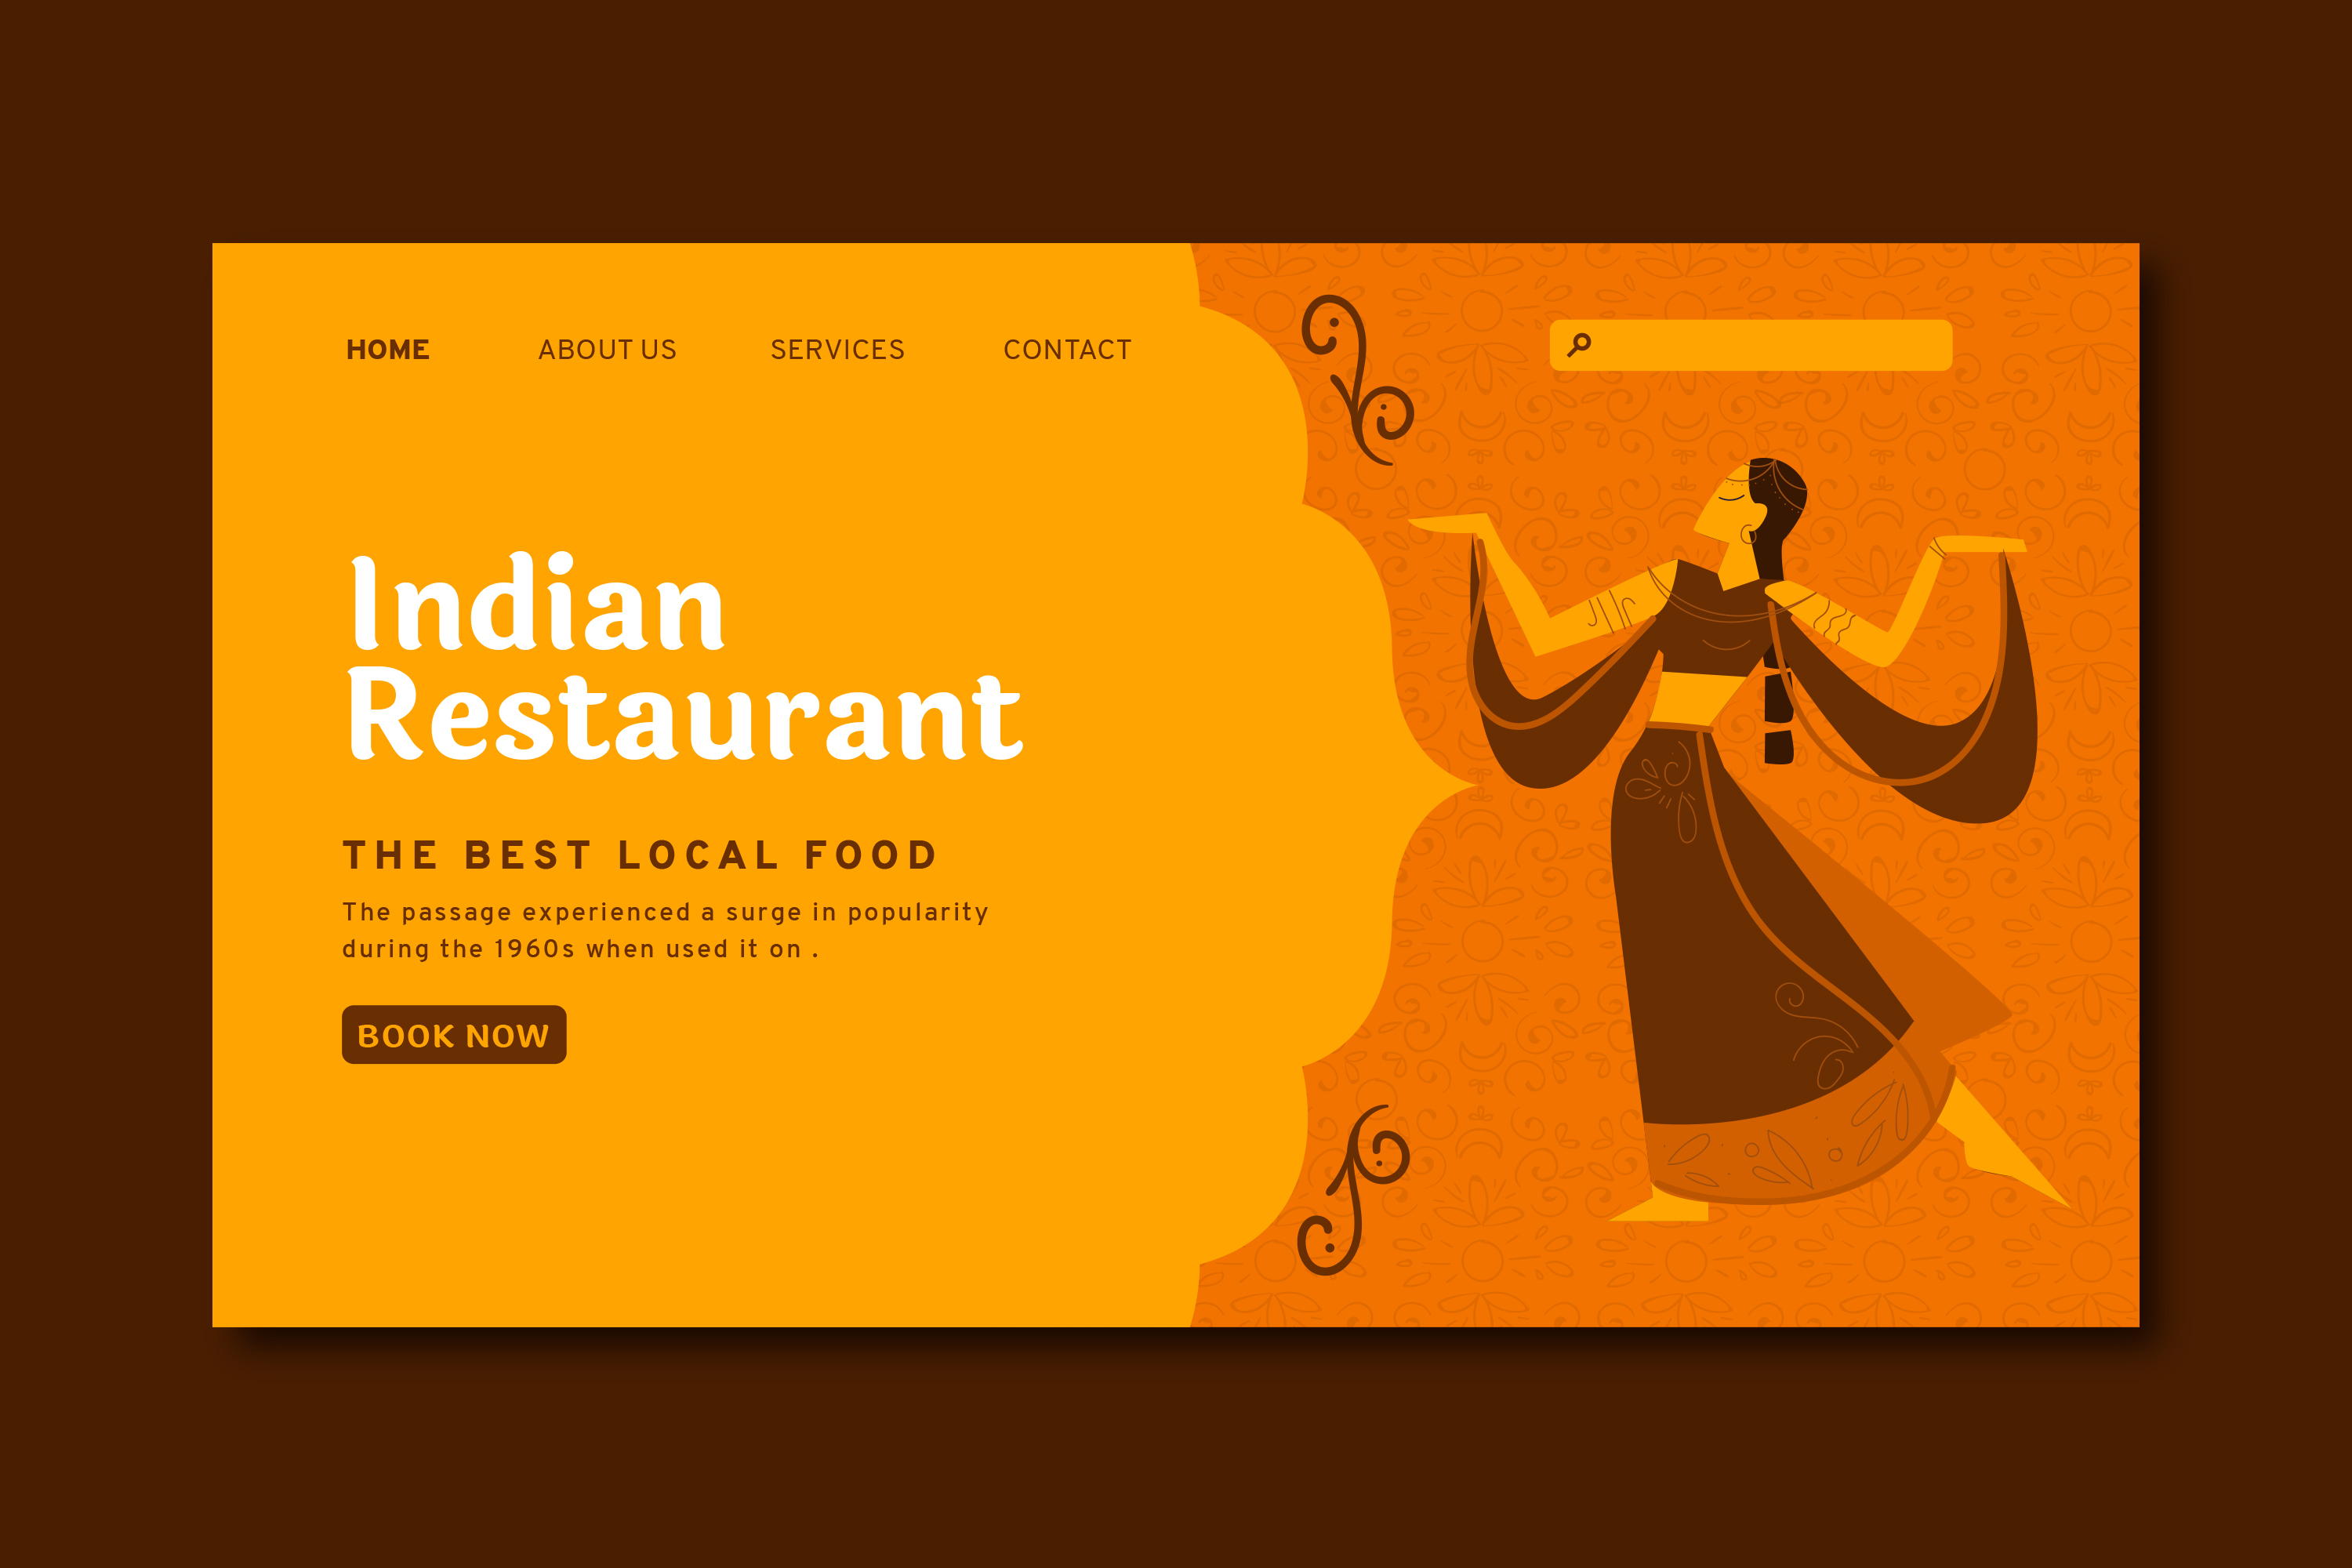 HOME ABOUT US SERVICES CONTACT
Indian
Restaurant
THE BEST LOCAL FOOD
The passage experienced a surge in popularity
during the 1960s when used it on .
BOOK NOW